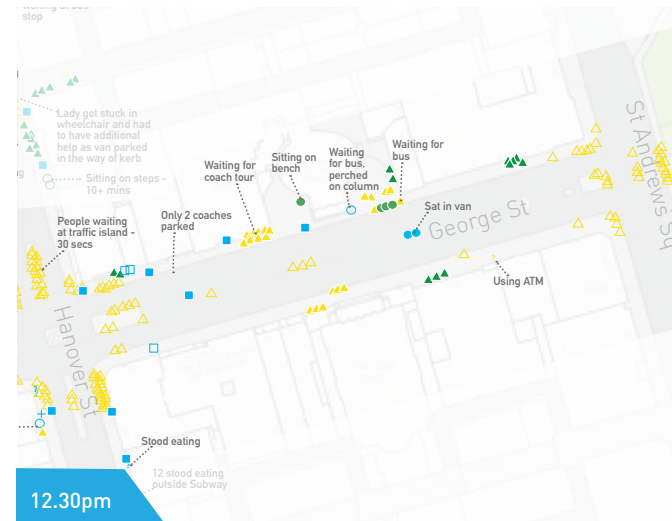 waiting at bus
stop
Lady got stuck in
wheelchair and had
to have additional
help as van parked
in the way of kerb
Sitting on steps -
10+ mins
People waiting
at traffic island -
30 secs
Only 2 coaches
parked
Waiting for
coach tour
Sitting on
bench
Waiting
for bus,
perched
on column
Waiting for
bus
Sat in van
George St
St Andrews Sq
Using ATM
Hanover St
Stood eating
12 stood eating
outside Subway
12.30pm